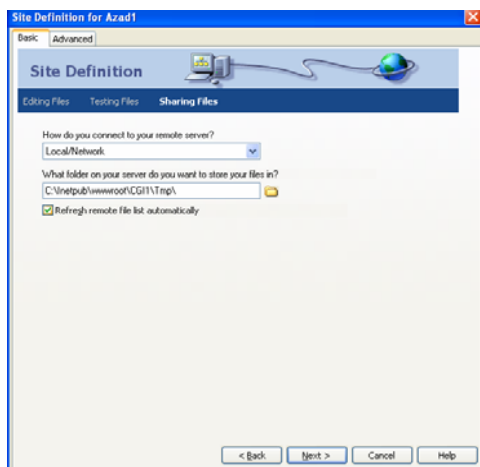 Site Definition for Azad1
Basic Advanced
Site Definition
Editing Files Testing Files Sharing Files
How do you connect to your remote server?
Local/Network
What folder on your server do you want to store your files in?
C:\Inetpub\wwwroot\CGI1\Tmp\
Refresh remote file list automatically
< Back Next > Cancel Help